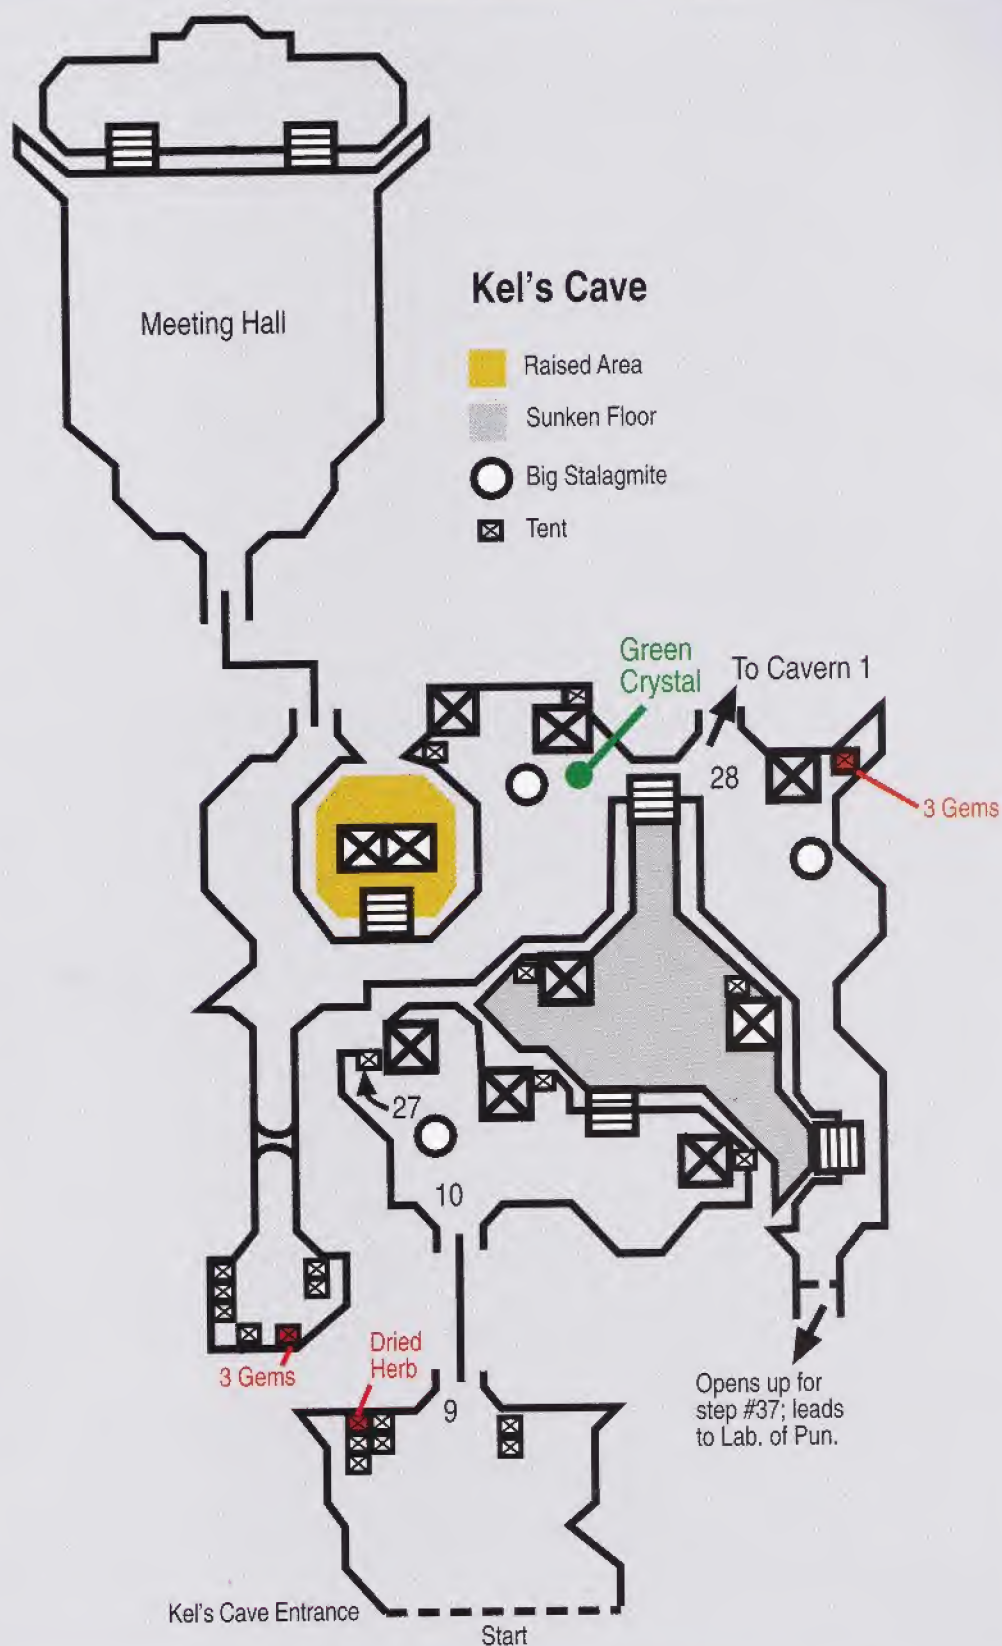 Kel's Cave
Raised Area
Sunken Floor
Big Stalagmite
Tent
Meeting Hall
Green
Crystal
To Cavern 1
28
3 Gems
27
10
3 Gems
Dried
Herb
9
Opens up for
step #37; leads
to Lab. of Pun.
Kel's Cave Entrance
Start